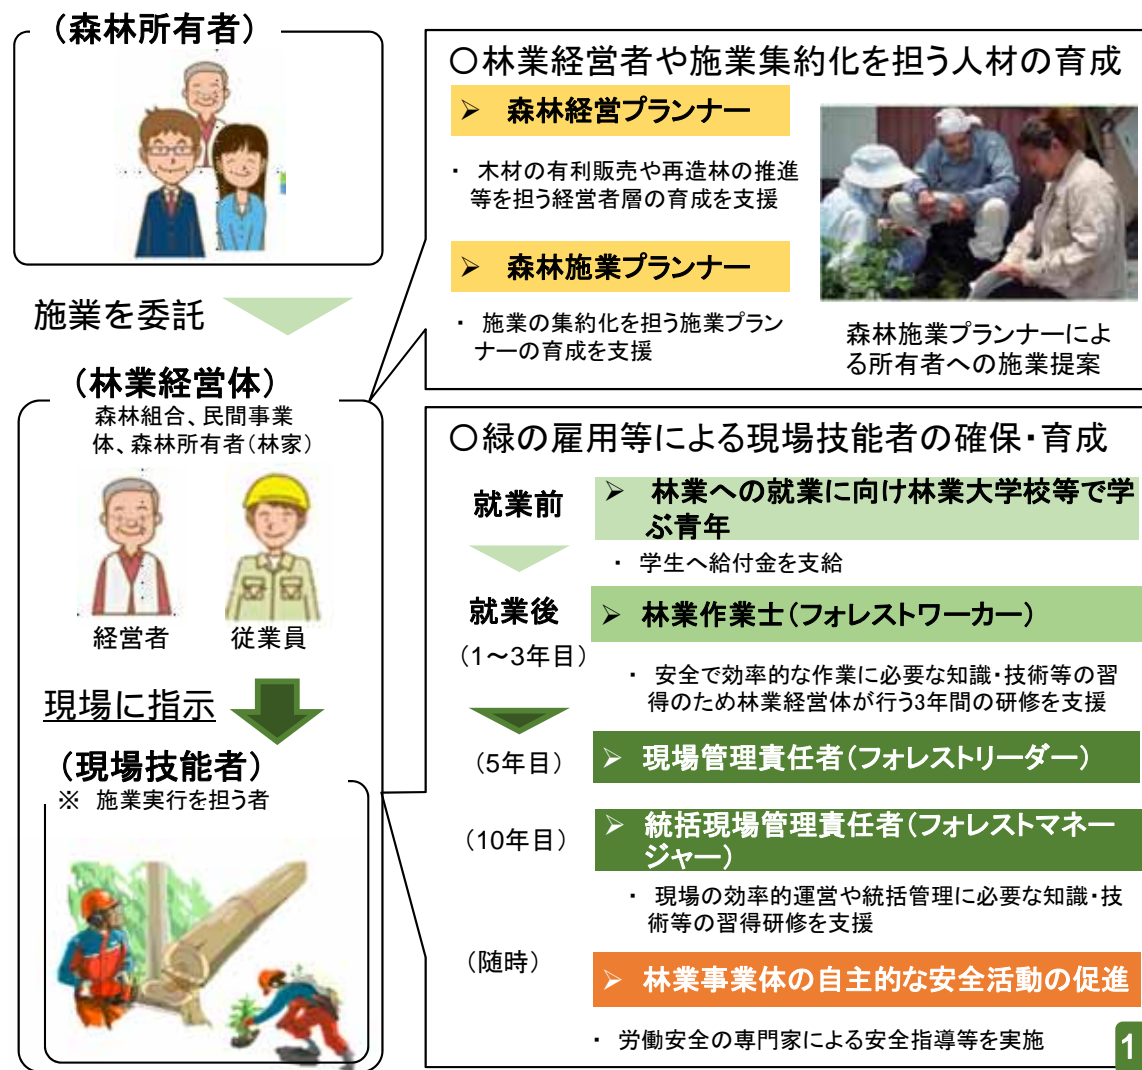 （森林所有者）
施業を委託
（林業経営体）
森林組合、民間事業
体、森林所有者（林家）
経営者
従業員
現場に指示
（現場技能者）
※ 施業実行を担う者
〇林業経営者や施業集約化を担う人材の育成
➢ 森林経営プランナー
・ 木材の有利販売や再造林の推進
等を担う経営者層の育成を支援
➢ 森林施業プランナー
・ 施業の集約化を担う施業プラン
ナーの育成を支援
森林施業プランナーによ
る所有者への施業提案
〇緑の雇用等による現場技能者の確保・育成
就業前
➢ 林業への就業に向け林業大学校等で学
ぶ青年
・ 学生へ給付金を支給
就業後
（1～3年目）
➢ 林業作業士（フォレストワーカー）
・ 安全で効率的な作業に必要な知識・技術等の習
得のため林業経営体が行う3年間の研修を支援
（5年目）
➢ 現場管理責任者（フォレストリーダー）
（10年目）
➢ 統括現場管理責任者（フォレストマネー
ジャー）
・ 現場の効率的運営や統括管理に必要な知識・技
術等の習得研修を支援
（随時）
➢ 林業事業体の自主的な安全活動の促進
・ 労働安全の専門家による安全指導等を実施
1